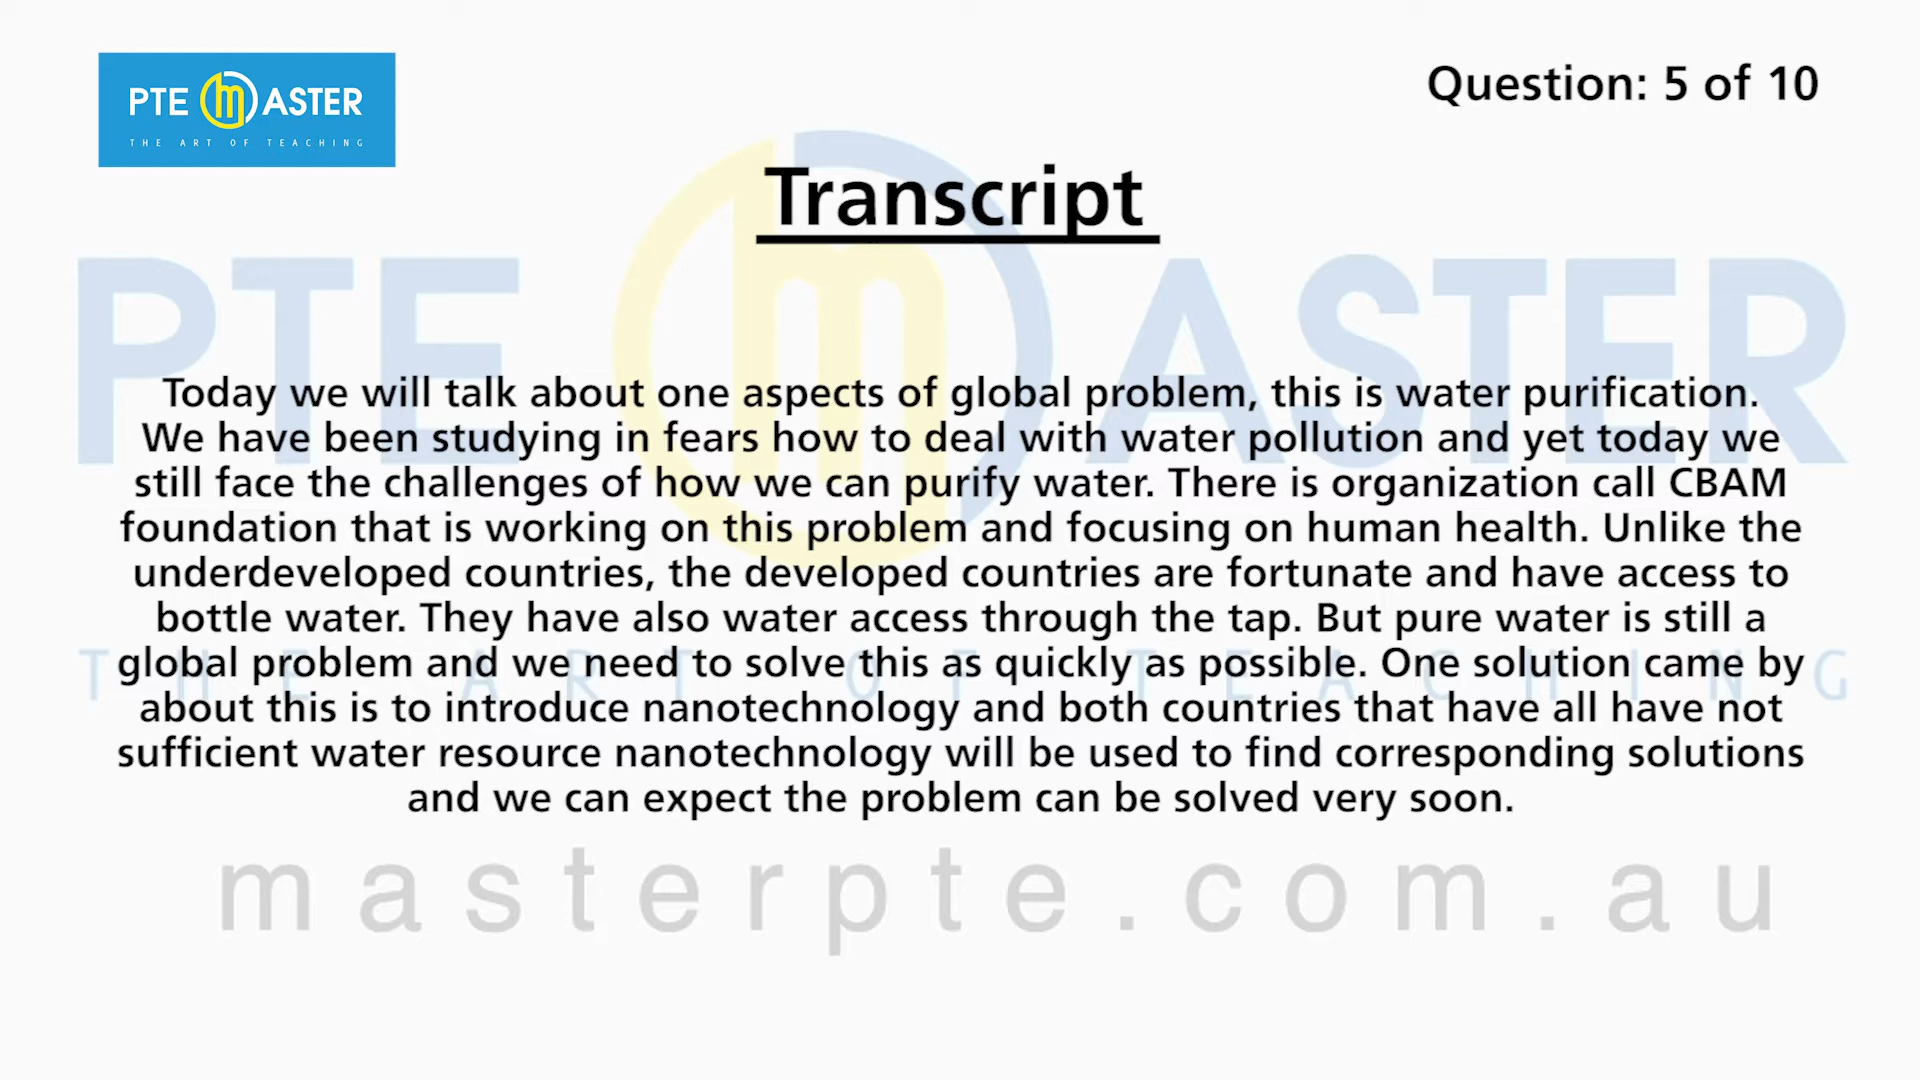 PTE MASTER
THE ART OF TEACHING
Question: 5 of 10
Transcript
Today we will talk about one aspects of global problem, this is water purification.
We have been studying in fears how to deal with water pollution and yet today we
still face the challenges of how we can purify water. There is organization call CBAM
foundation that is working on this problem and focusing on human health. Unlike the
underdeveloped countries, the developed countries are fortunate and have access to
bottle water. They have also water access through the tap. But pure water is still a
global problem and we need to solve this as quickly as possible. One solution came by
about this is to introduce nanotechnology and both countries that have all have not
sufficient water resource nanotechnology will be used to find corresponding solutions
and we can expect the problem can be solved very soon.
PTE MASTER
THE ART OF TEACHING
masterpte.com.au